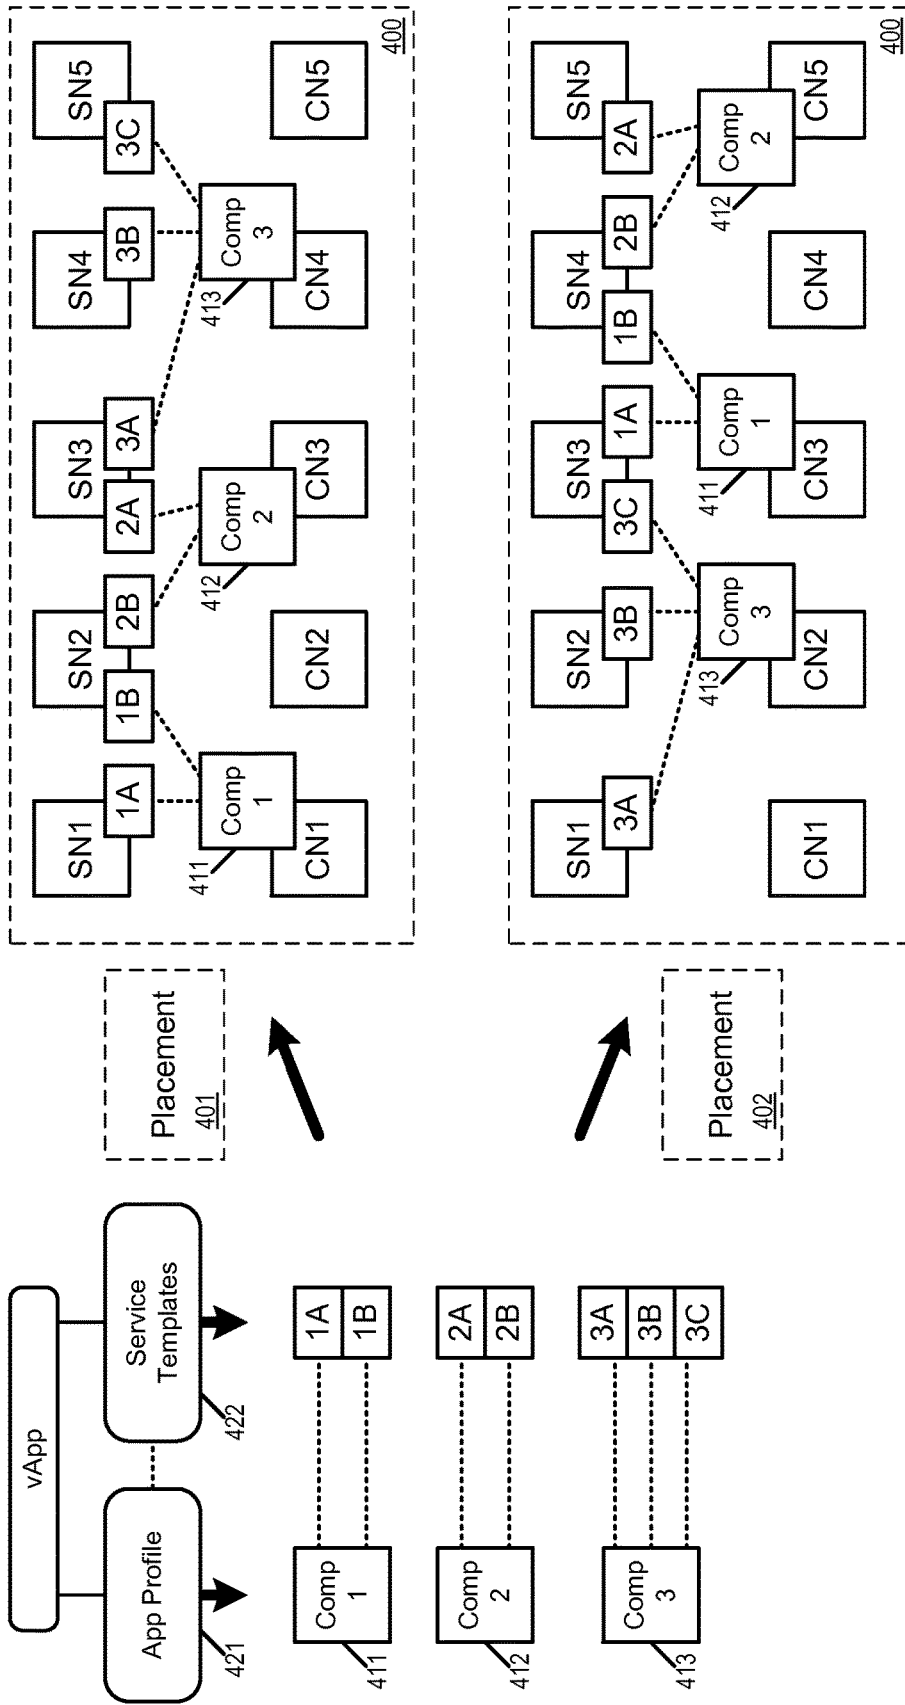 vApp
App Profile
421
Service
Templates
422
Comp
1
411
1A
1B
Comp
2
412
2A
2B
Comp
3
413
3A
3B
3C
Placement
401
Placement
402
SN1
1A
SN2
1B
2B
SN3
2A
3A
SN4
3B
SN5
3C
Comp
1
411
Comp
2
412
Comp
3
413
CN1
CN2
CN3
CN4
CN5
400
SN1
3A
SN2
3B
SN3
3C
1A
SN4
1B
2B
SN5
2A
Comp
3
413
Comp
1
411
Comp
2
412
CN1
CN2
CN3
CN4
CN5
400